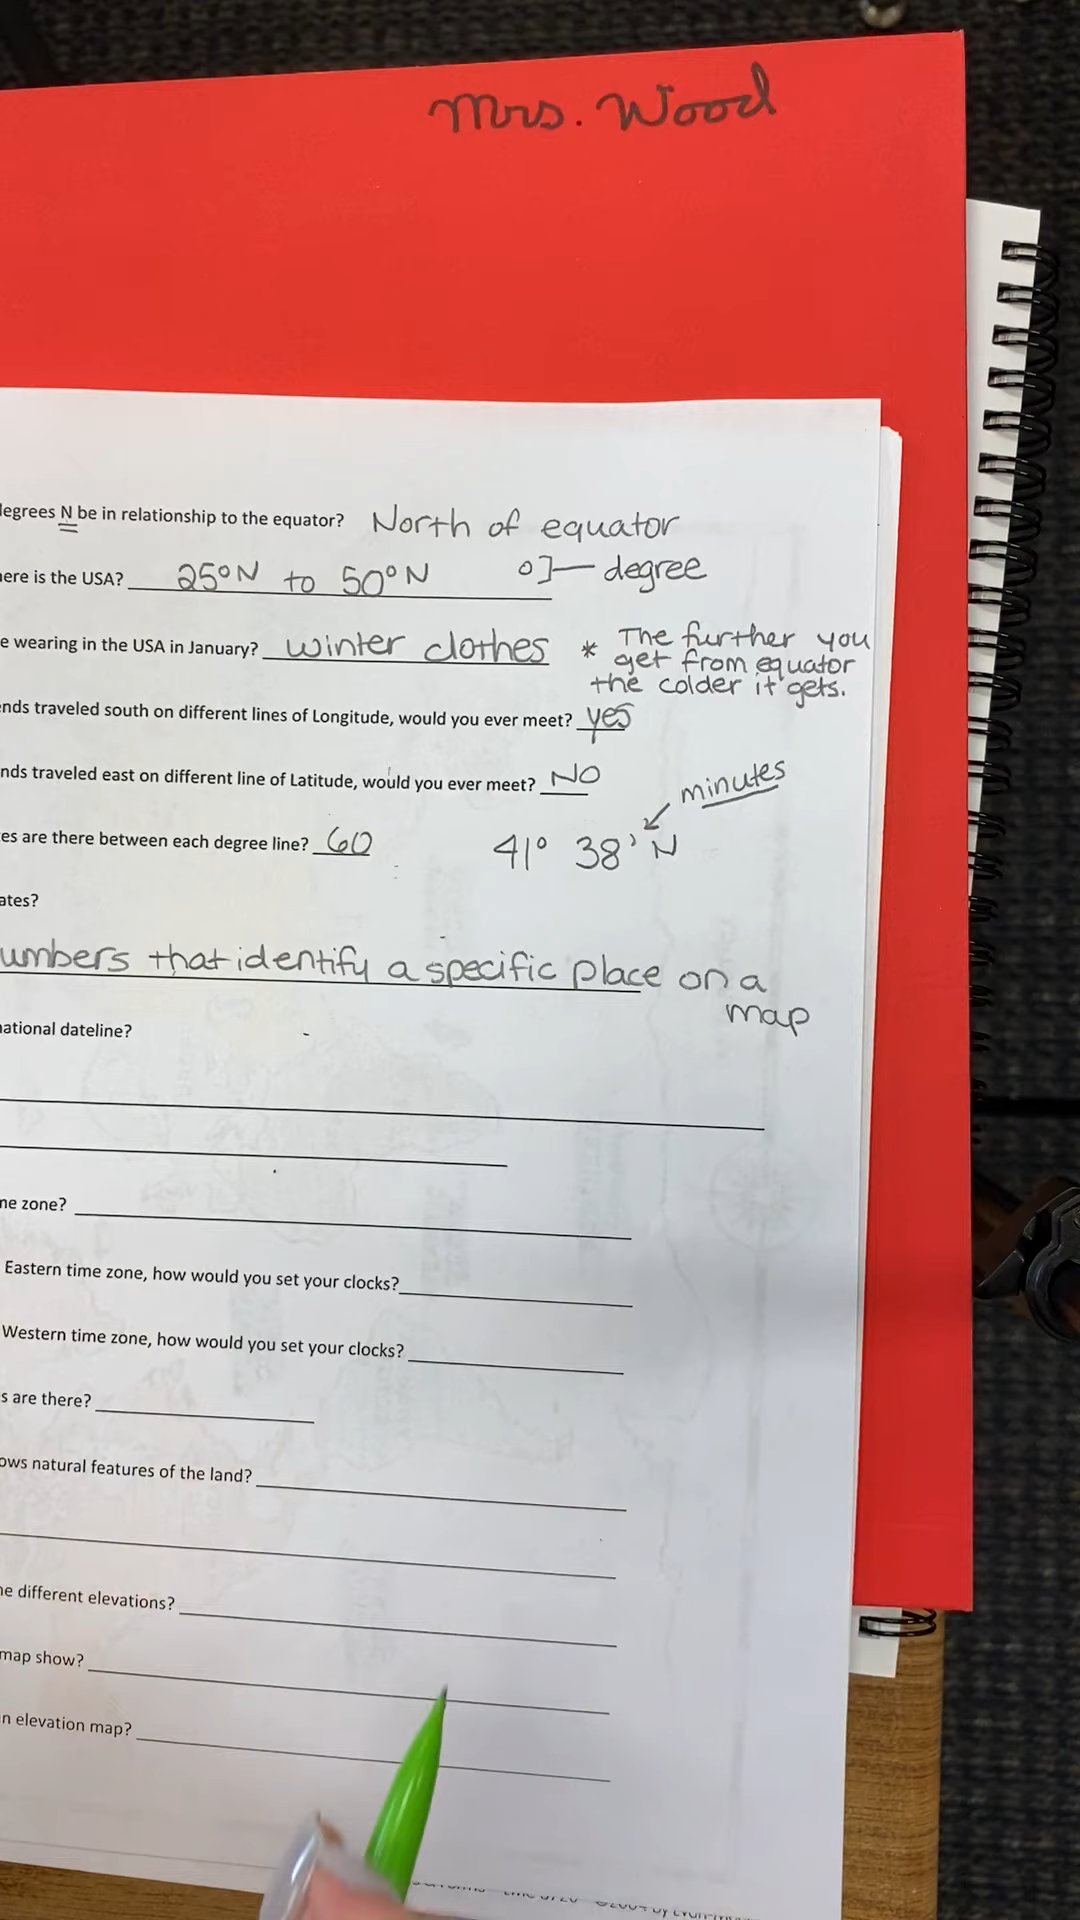 Mrs. Wood
degrees N be in relationship to the equator? North of equator
here is the USA? 25°N to 50°N o]— degree
e wearing in the USA in January? winter clothes * The further you
get from equator
the colder it gets.
ends traveled south on different lines of Longitude, would you ever meet? yes
nds traveled east on different line of Latitude, would you ever meet? NO
minutes
es are there between each degree line? 60 41° 38' N
ates?
umbers that identify a specific place on a
map
national dateline?
me zone?
Eastern time zone, how would you set your clocks?
Western time zone, how would you set your clocks?
s are there?
ows natural features of the land?
he different elevations?
map show?
n elevation map?